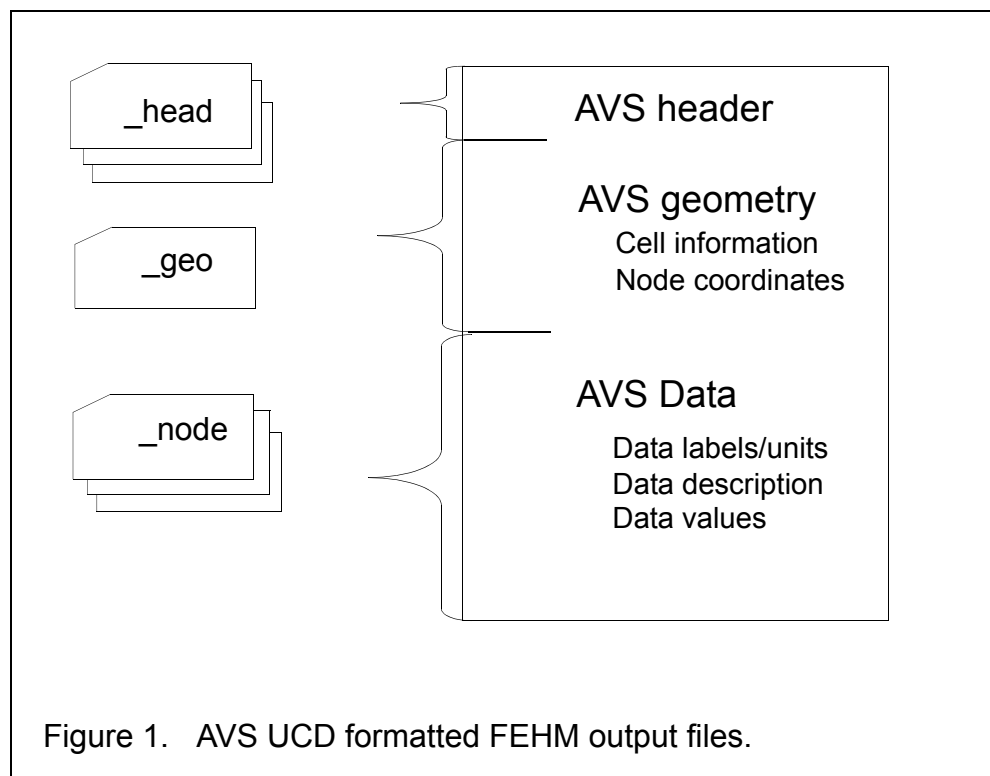 _head
AVS header
_geo
AVS geometry
Cell information
Node coordinates
_node
AVS Data
Data labels/units
Data description
Data values
Figure 1. AVS UCD formatted FEHM output files.